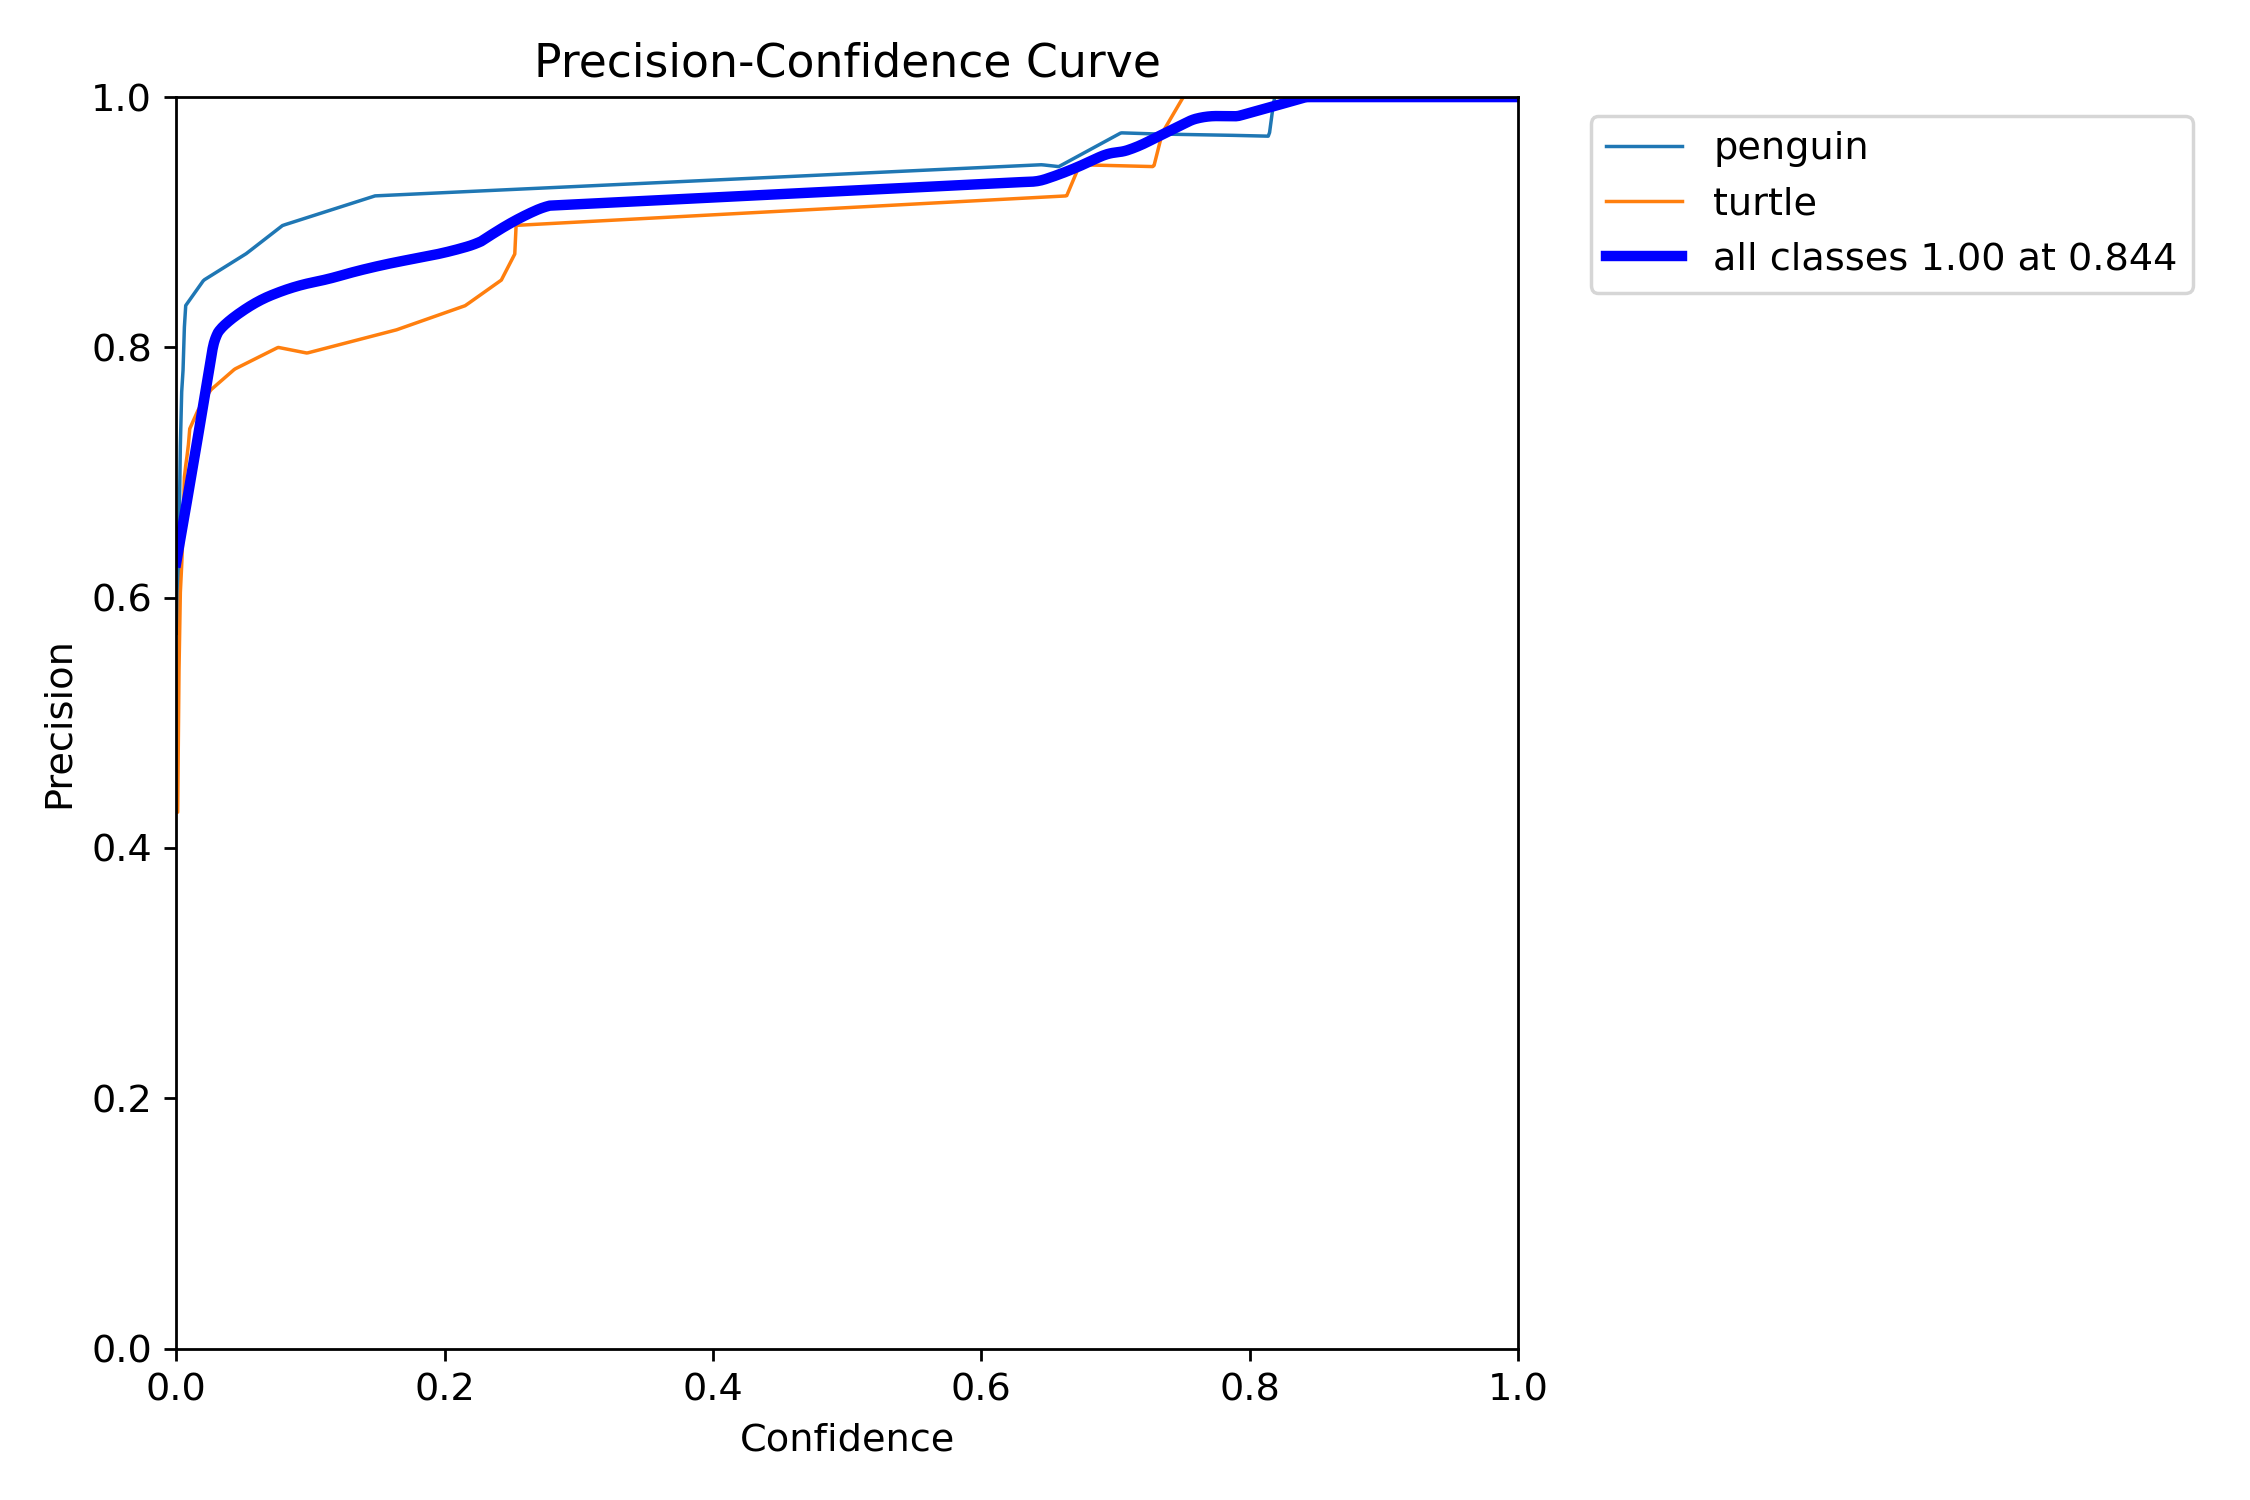 Precision-Confidence Curve
1.0
0.8
0.6
0.4
0.2
0.0
Precision
0.0 0.2 0.4 0.6 0.8 1.0
Confidence
penguin
turtle
all classes 1.00 at 0.844